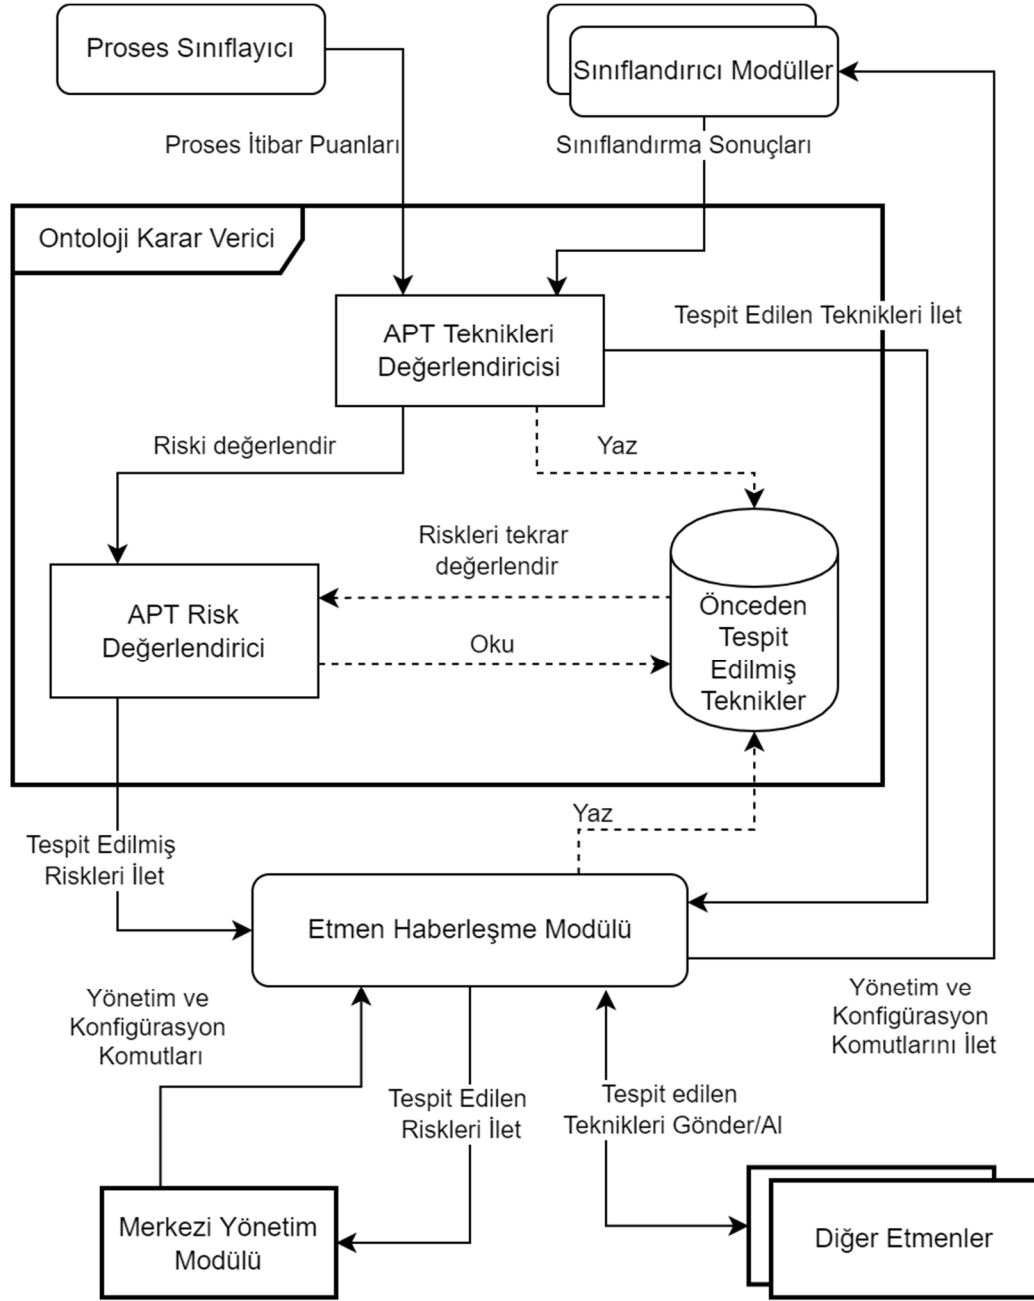 Proses Sınıflayıcı
Sınıflandırıcı Modüller
Proses İtibar Puanları
Sınıflandırma Sonuçları
Ontoloji Karar Verici
Tespit Edilen Teknikleri İlet
APT Teknikleri
Değerlendiricisi
Riski değerlendir
Yaz
Riskleri tekrar
değerlendir
APT Risk
Değerlendirici
Oku
Önceden
Tespit
Edilmiş
Teknikler
Yaz
Tespit Edilmiş
Riskleri İlet
Etmen Haberleşme Modülü
Yönetim ve
Konfigürasyon
Komutları
Yönetim ve
Konfigürasyon
Komutlarını İlet
Tespit Edilen
Riskleri İlet
Tespit edilen
Teknikleri Gönder/Al
Merkezi Yönetim
Modülü
Diğer Etmenler